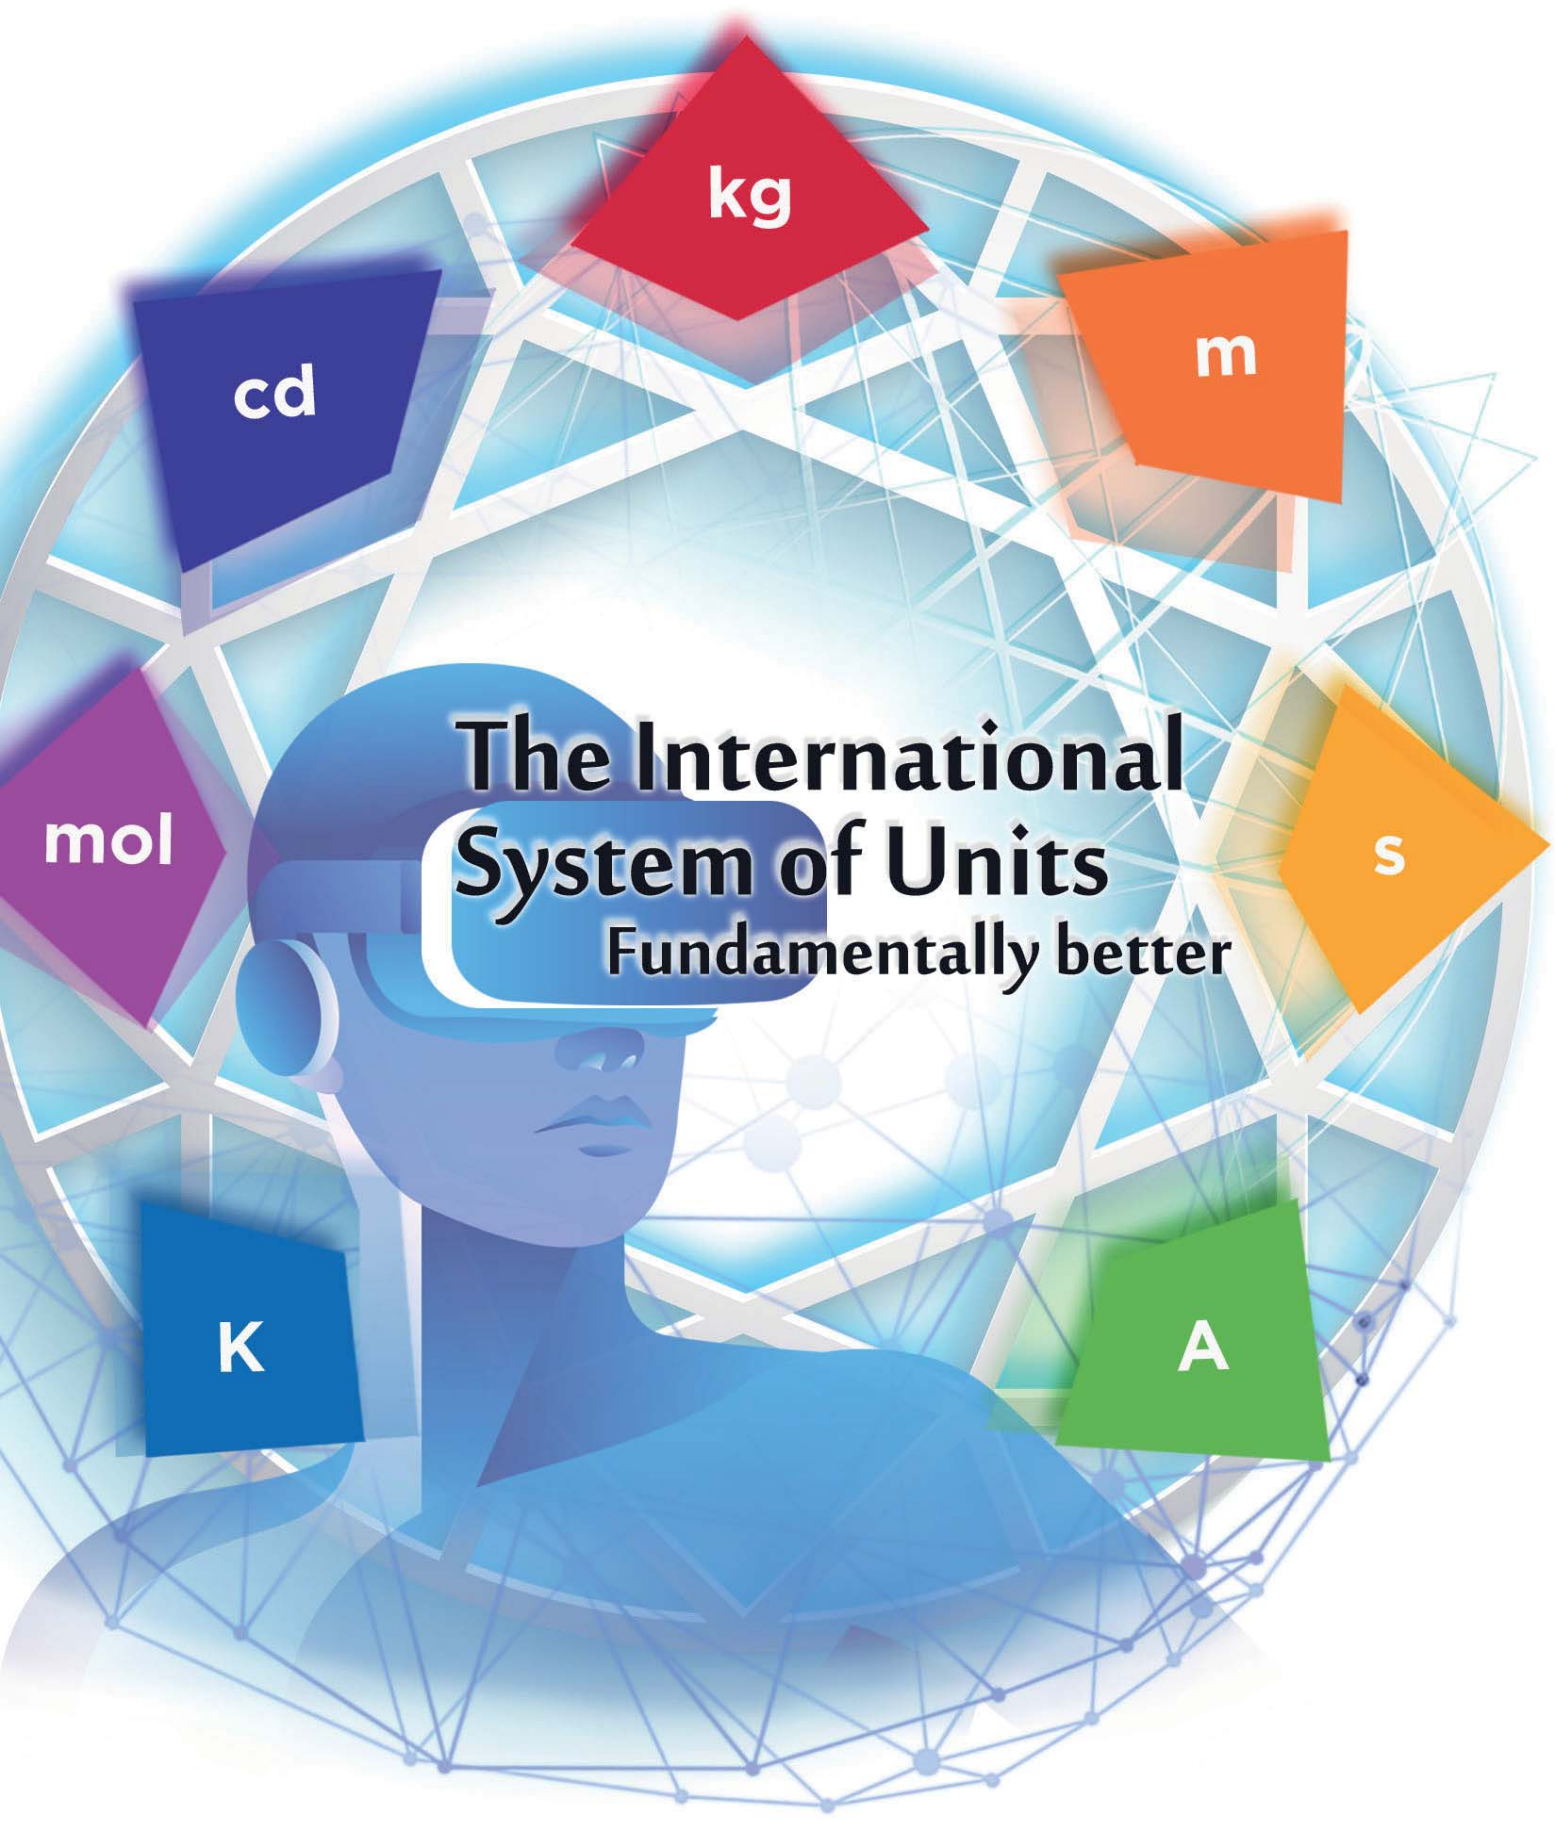 kg
cd
m
The International
System of Units
Fundamentally better
mol
s
K
A